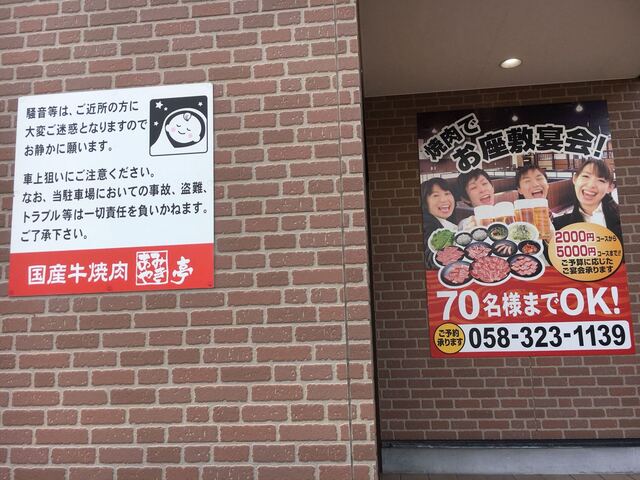 騒音等は、ご近所の方に
大変ご迷惑となりますので
お静かに願います。
車上狙いにご注意ください。
なお、当駐車場においての事故、盗難、
トラブル等は一切責任を負いかねます。
ご了承下さい。
国産牛焼肉 あみやき亭
焼肉で
お座敷宴会!
2000円コースから
5000円コースまで!!
ご予算に応じた
ご宴会承ります
70名様までOK!
ご予約
承ります
058-323-1139